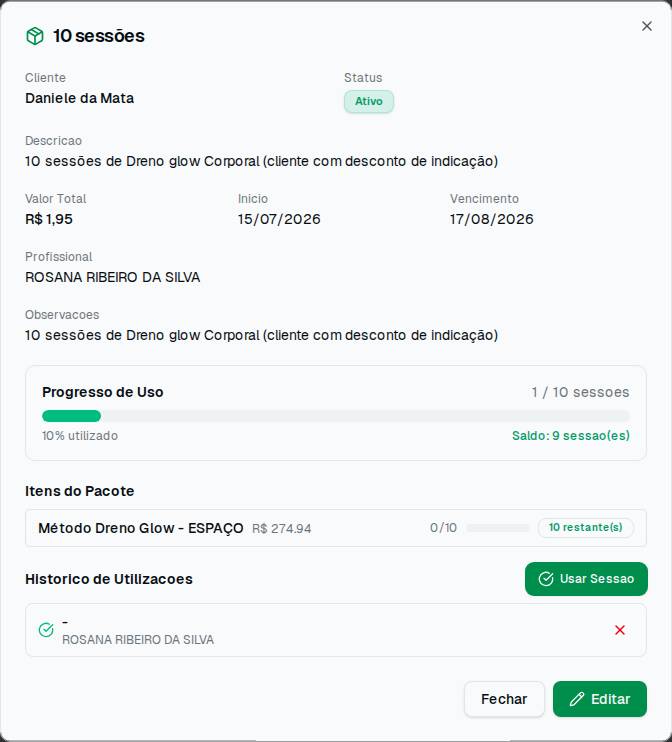 10 sessões
Cliente
Status
Daniele da Mata
Ativo
Descricao
10 sessões de Dreno glow Corporal (cliente com desconto de indicação)
Valor Total
Inicio
Vencimento
R$ 1,95
15/07/2026
17/08/2026
Profissional
ROSANA RIBEIRO DA SILVA
Observacoes
10 sessões de Dreno glow Corporal (cliente com desconto de indicação)
Progresso de Uso
1 / 10 sessoes
10% utilizado
Saldo: 9 sessao(es)
Itens do Pacote
Método Dreno Glow - ESPAÇO R$ 274.94
0/10
10 restante(s)
Historico de Utilizacoes
Usar Sessao
-
ROSANA RIBEIRO DA SILVA
Fechar
Editar